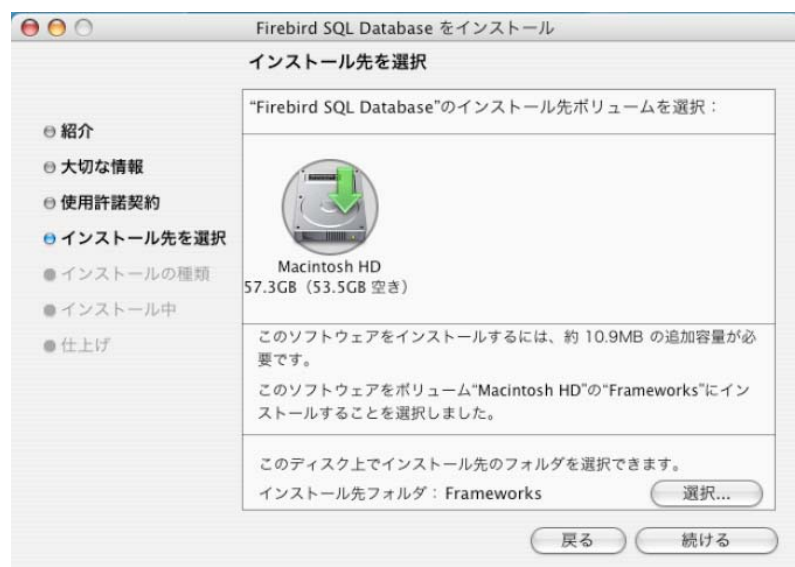 Firebird SQL Database をインストール
インストール先を選択
紹介
大切な情報
使用許諾契約
インストール先を選択
インストールの種類
インストール中
仕上げ
“Firebird SQL Database”のインストール先ボリュームを選択：
Macintosh HD
57.3GB（53.5GB 空き）
このソフトウェアをインストールするには、約 10.9MB の追加容量が必
要です。
このソフトウェアをボリューム“Macintosh HD”の“Frameworks”にイン
ストールすることを選択しました。
このディスク上でインストール先のフォルダを選択できます。
インストール先フォルダ：Frameworks
選択...
戻る
続ける